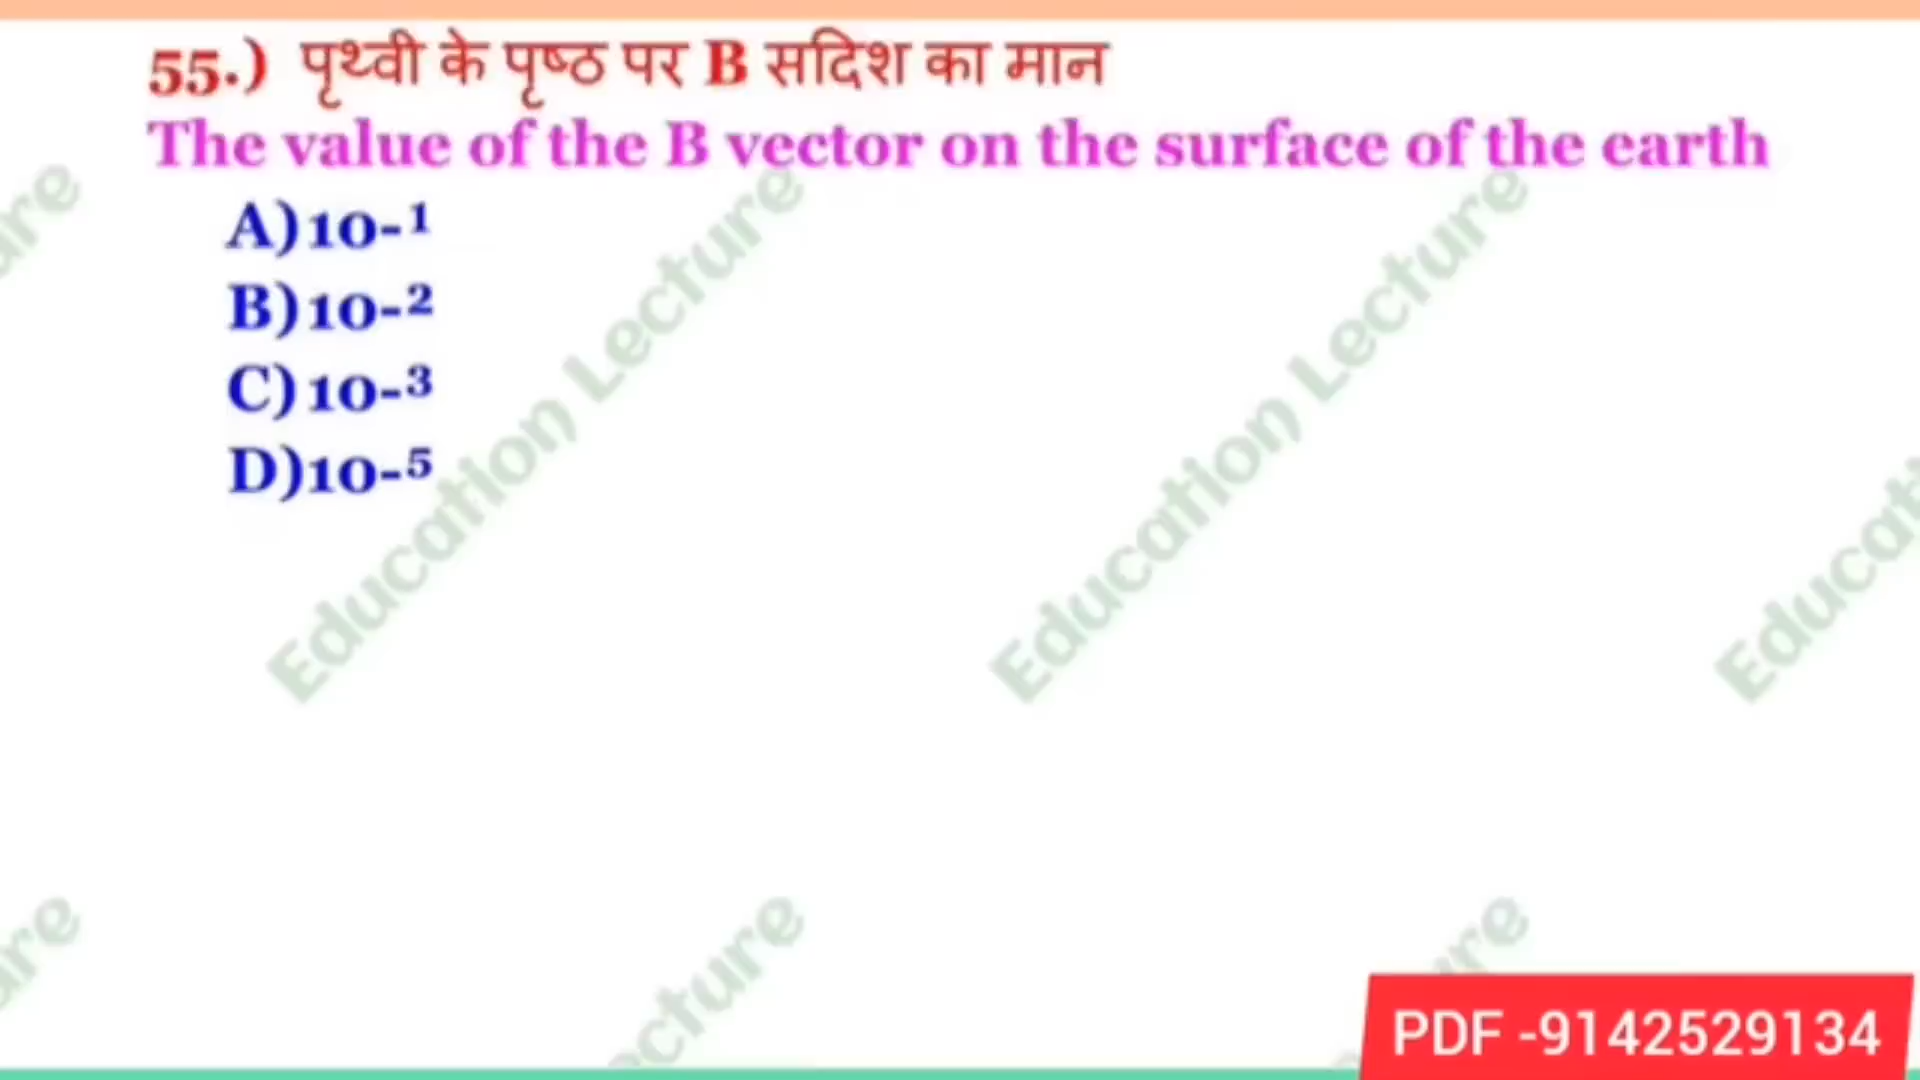 55.) पृथ्वी के पृष्ठ पर B सदिश का मान
The value of the B vector on the surface of the earth
A)10-¹
B)10-²
C)10-³
D)10-⁵
Education Lecture
Education Lecture
PDF -9142529134